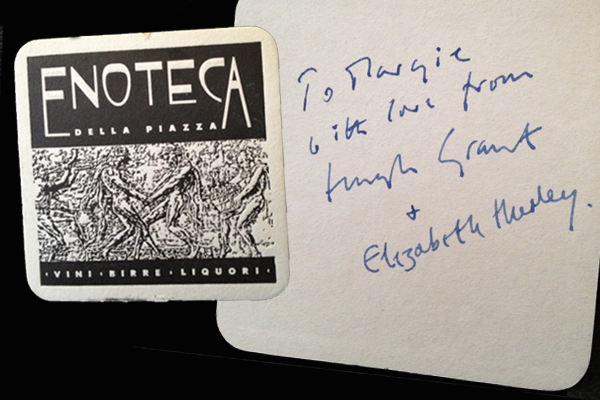 ENOTECA
DELLA PIAZZA
· VINI · BIRRE · LIQUORI ·
To Margie
with love from
Hugh Grant
+
Elizabeth Hurley.